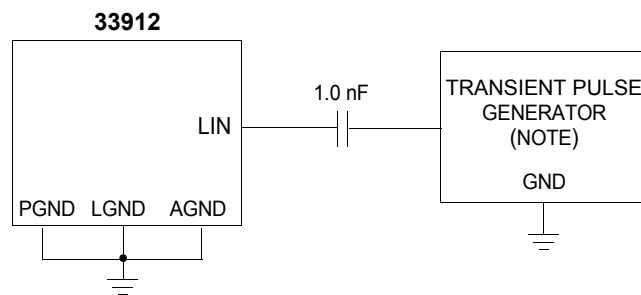 33912
LIN
PGND LGND AGND
1.0 nF
TRANSIENT PULSE
GENERATOR
(NOTE)
GND